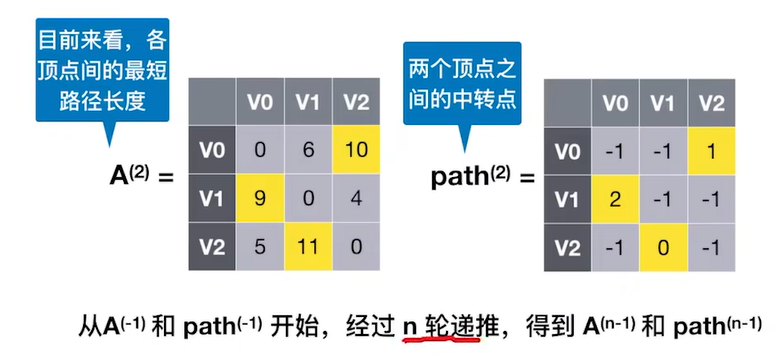 目前来看，各
顶点间的最短
路径长度
两个顶点之
间的中转点
A(2) =
V0 V1 V2
V0 0 6 10
V1 9 0 4
V2 5 11 0
path(2) =
V0 V1 V2
V0 -1 -1 1
V1 2 -1 -1
V2 -1 0 -1
从A(-1) 和 path(-1) 开始，经过 n 轮递推，得到 A(n-1) 和 path(n-1)